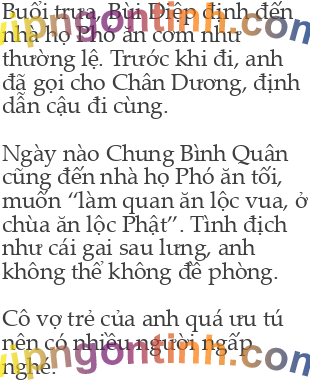 Buổi trưa, Bùi Diệp định đến
nhà họ Phó ăn cơm như
thường lệ. Trước khi đi, anh
đã gọi cho Chân Dương, định
dẫn cậu đi cùng.
Ngày nào Chung Bình Quân
cũng đến nhà họ Phó ăn tối,
muốn “làm quan ăn lộc vua, ở
chùa ăn lộc Phật”. Tình địch
như cái gai sau lưng, anh
không thể không đề phòng.
Cô vợ trẻ của anh quá ưu tú
nên có nhiều người ngấp
nghé.
vupngontinh.com
vupngontinh.com